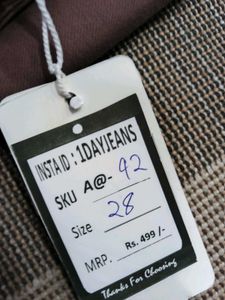 INSTA ID : 1DAYJEANS
SKU A@- 92
Size 28
MRP. Rs. 499 /-
Thanks For Choosing